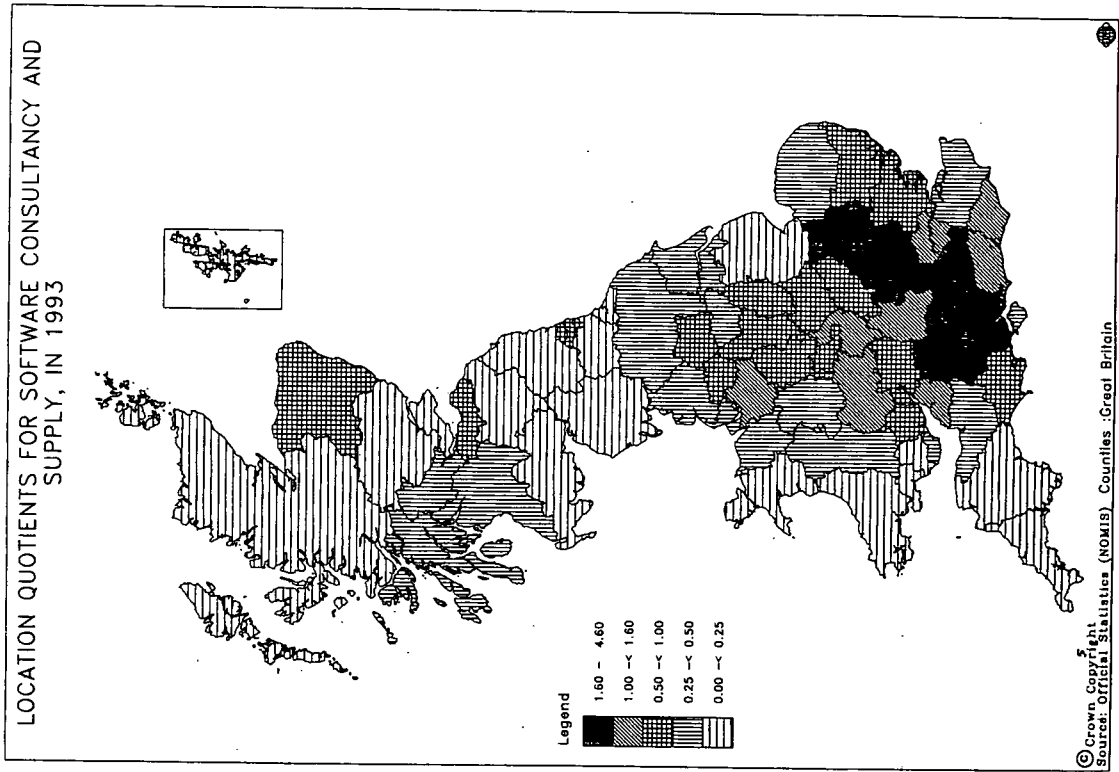 LOCATION QUOTIENTS FOR SOFTWARE CONSULTANCY AND
SUPPLY, IN 1993
Legend
1.60 - 4.60
1.00 -< 1.60
0.50 -< 1.00
0.25 -< 0.50
0.00 -< 0.25
© Crown Copyright
Source: Official Statistics (NOMIS) Counties :Great Britain